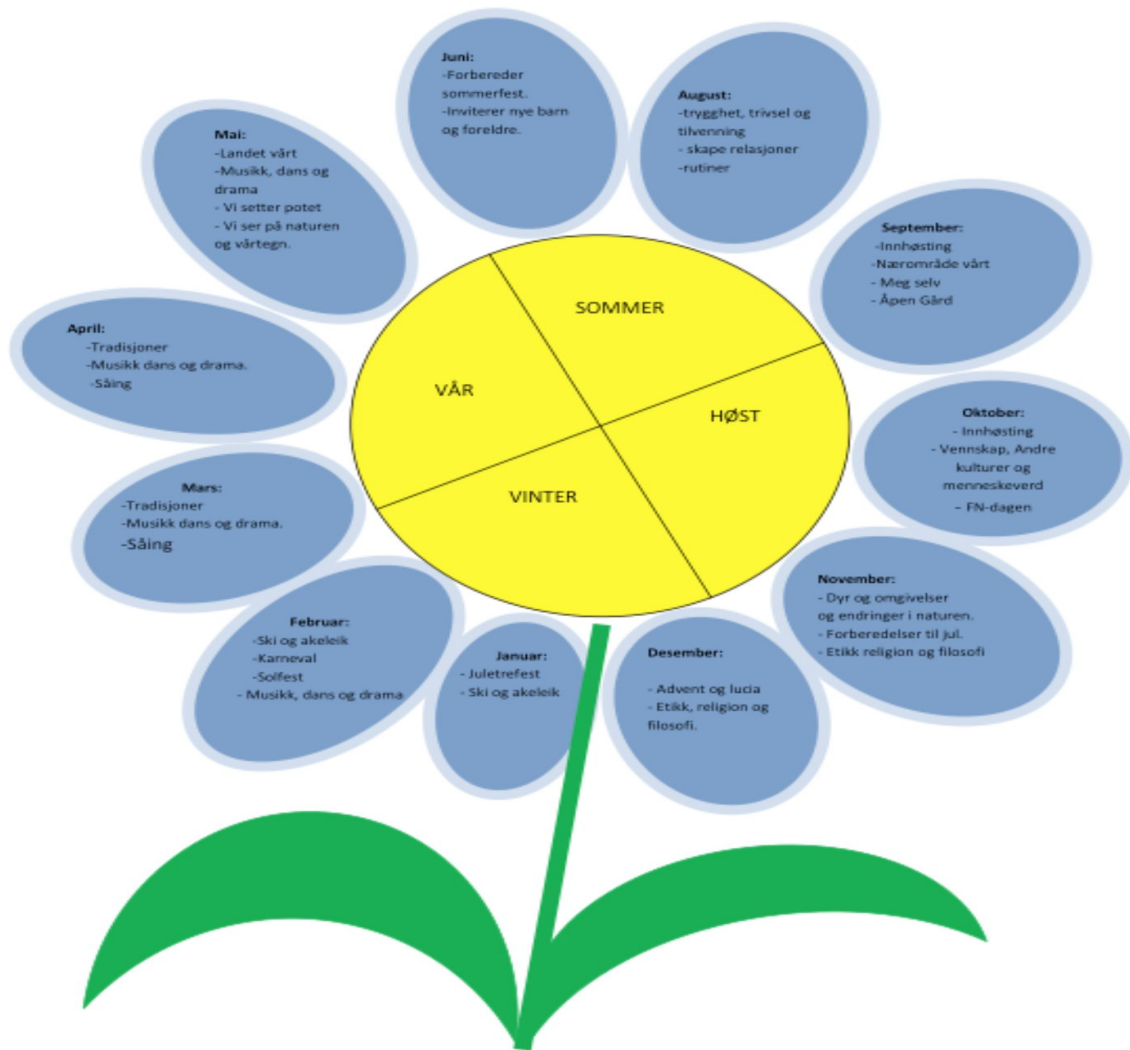 Juni:
-Forbereder
sommerfest.
-Inviterer nye barn
og foreldre.
August:
-trygghet, trivsel og
tilvenning
- skape relasjoner
-rutiner
Mai:
-Landet vårt
-Musikk, dans og
drama
- Vi setter potet
- Vi ser på naturen
og vårtegn.
September:
-Innhøsting
-Nærområde vårt
- Meg selv
- Åpen Gård
SOMMER
VÅR
HØST
VINTER
April:
-Tradisjoner
-Musikk dans og drama.
-Såing
Oktober:
- Innhøsting
- Vennskap, Andre
kulturer og
menneskeverd
– FN-dagen
Mars:
-Tradisjoner
-Musikk dans og drama.
-Såing
November:
- Dyr og omgivelser
og endringer i naturen.
- Forberedelser til jul.
- Etikk religion og filosofi
Februar:
-Ski og akeleik
-Karneval
-Solfest
- Musikk, dans og drama
Januar:
- Juletrefest
- Ski og akeleik
Desember:
- Advent og lucia
- Etikk, religion og
filosofi.